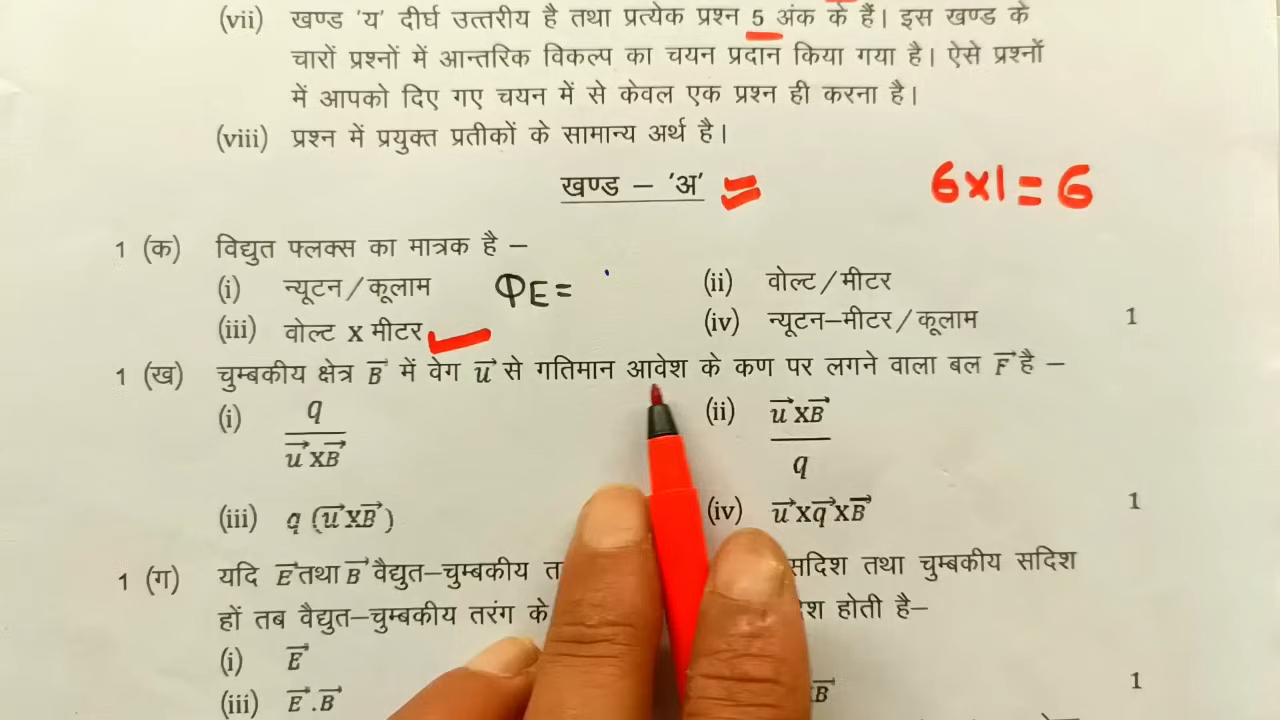 (vii) खण्ड 'य' दीर्घ उत्तरीय है तथा प्रत्येक प्रश्न 5 अंक के हैं। इस खण्ड के
चारों प्रश्नों में आन्तरिक विकल्प का चयन प्रदान किया गया है। ऐसे प्रश्नों
में आपको दिए गए चयन में से केवल एक प्रश्न ही करना है।
(viii) प्रश्न में प्रयुक्त प्रतीकों के सामान्य अर्थ है।
खण्ड – 'अ' 6x1=6
1 (क) विद्युत फ्लक्स का मात्रक है –
(i) न्यूटन/कूलाम ΦE= (ii) वोल्ट/मीटर
(iii) वोल्ट X मीटर (iv) न्यूटन–मीटर/कूलाम 1
1 (ख) चुम्बकीय क्षेत्र B⃗ में वेग u⃗ से गतिमान आवेश के कण पर लगने वाला बल F⃗ है –
(i) q / u⃗XB⃗ (ii) u⃗XB⃗ / q
(iii) q (u⃗XB⃗) (iv) u⃗Xq⃗XB⃗ 1
1 (ग) यदि E⃗ तथा B⃗ वैद्युत–चुम्बकीय सदिश तथा चुम्बकीय सदिश
हों तब वैद्युत–चुम्बकीय तरंग के होती है–
(i) E⃗
(iii) E⃗.B⃗ 1